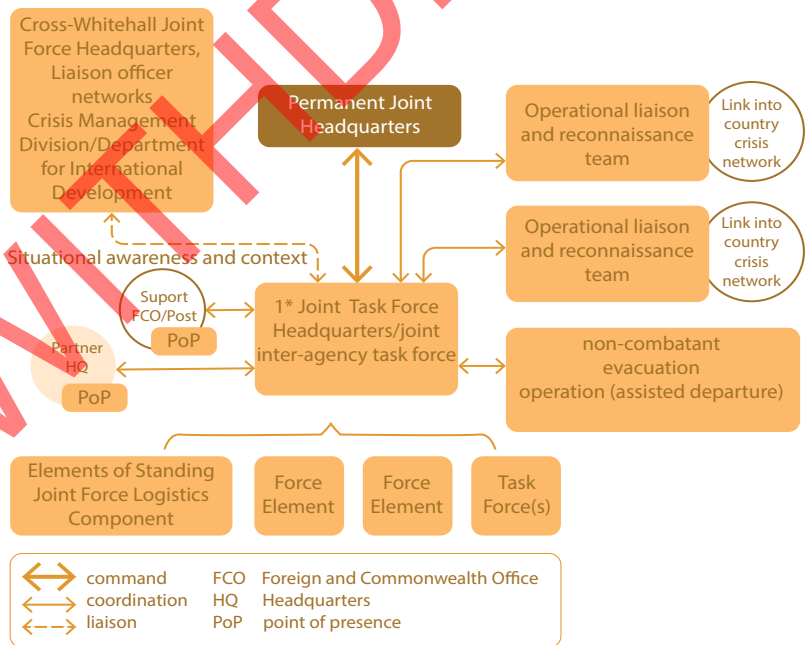 Cross-Whitehall Joint
Force Headquarters,
Liaison officer
networks
Crisis Management
Division/Department
for International
Development
Permanent Joint
Headquarters
Operational liaison
and reconnaissance
team
Link into
country
crisis
network
Operational liaison
and reconnaissance
team
Link into
country
crisis
network
Situational awareness and context
Suport
FCO/Post
PoP
Partner
HQ
PoP
1* Joint Task Force
Headquarters/joint
inter-agency task force
non-combatant
evacuation
operation (assisted departure)
Elements of Standing
Joint Force Logistics
Component
Force
Element
Force
Element
Task
Force(s)
command FCO Foreign and Commonwealth Office
coordination HQ Headquarters
liaison PoP point of presence